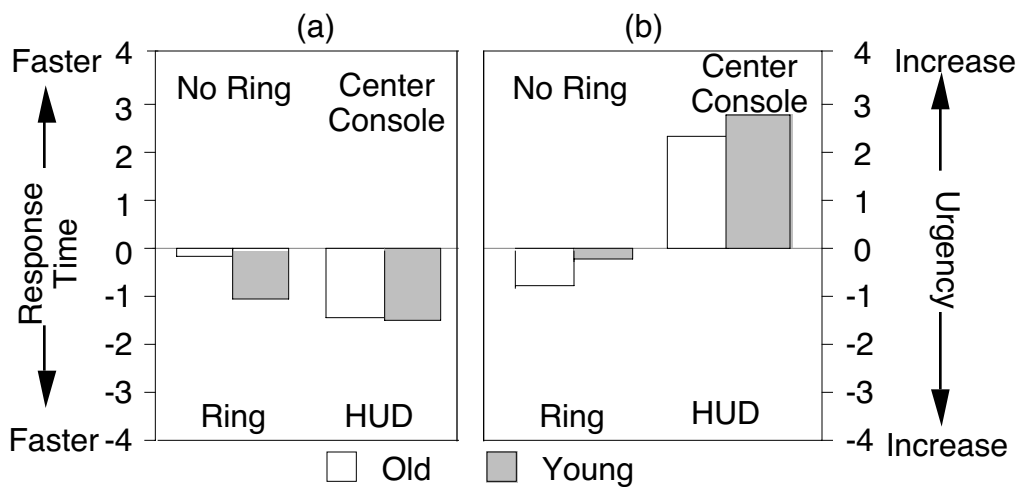 (a)
(b)
Faster
Response
Time
Faster
4
3
2
1
0
-1
-2
-3
-4
No Ring
Center
Console
Ring
HUD
No Ring
Center
Console
Ring
HUD
4
3
2
1
0
-1
-2
-3
-4
Increase
Urgency
Increase
Old
Young